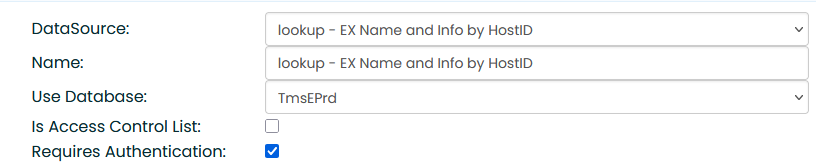 DataSource: lookup - EX Name and Info by HostID
Name: lookup - EX Name and Info by HostID
Use Database: TmsEPrd
Is Access Control List:
Requires Authentication: